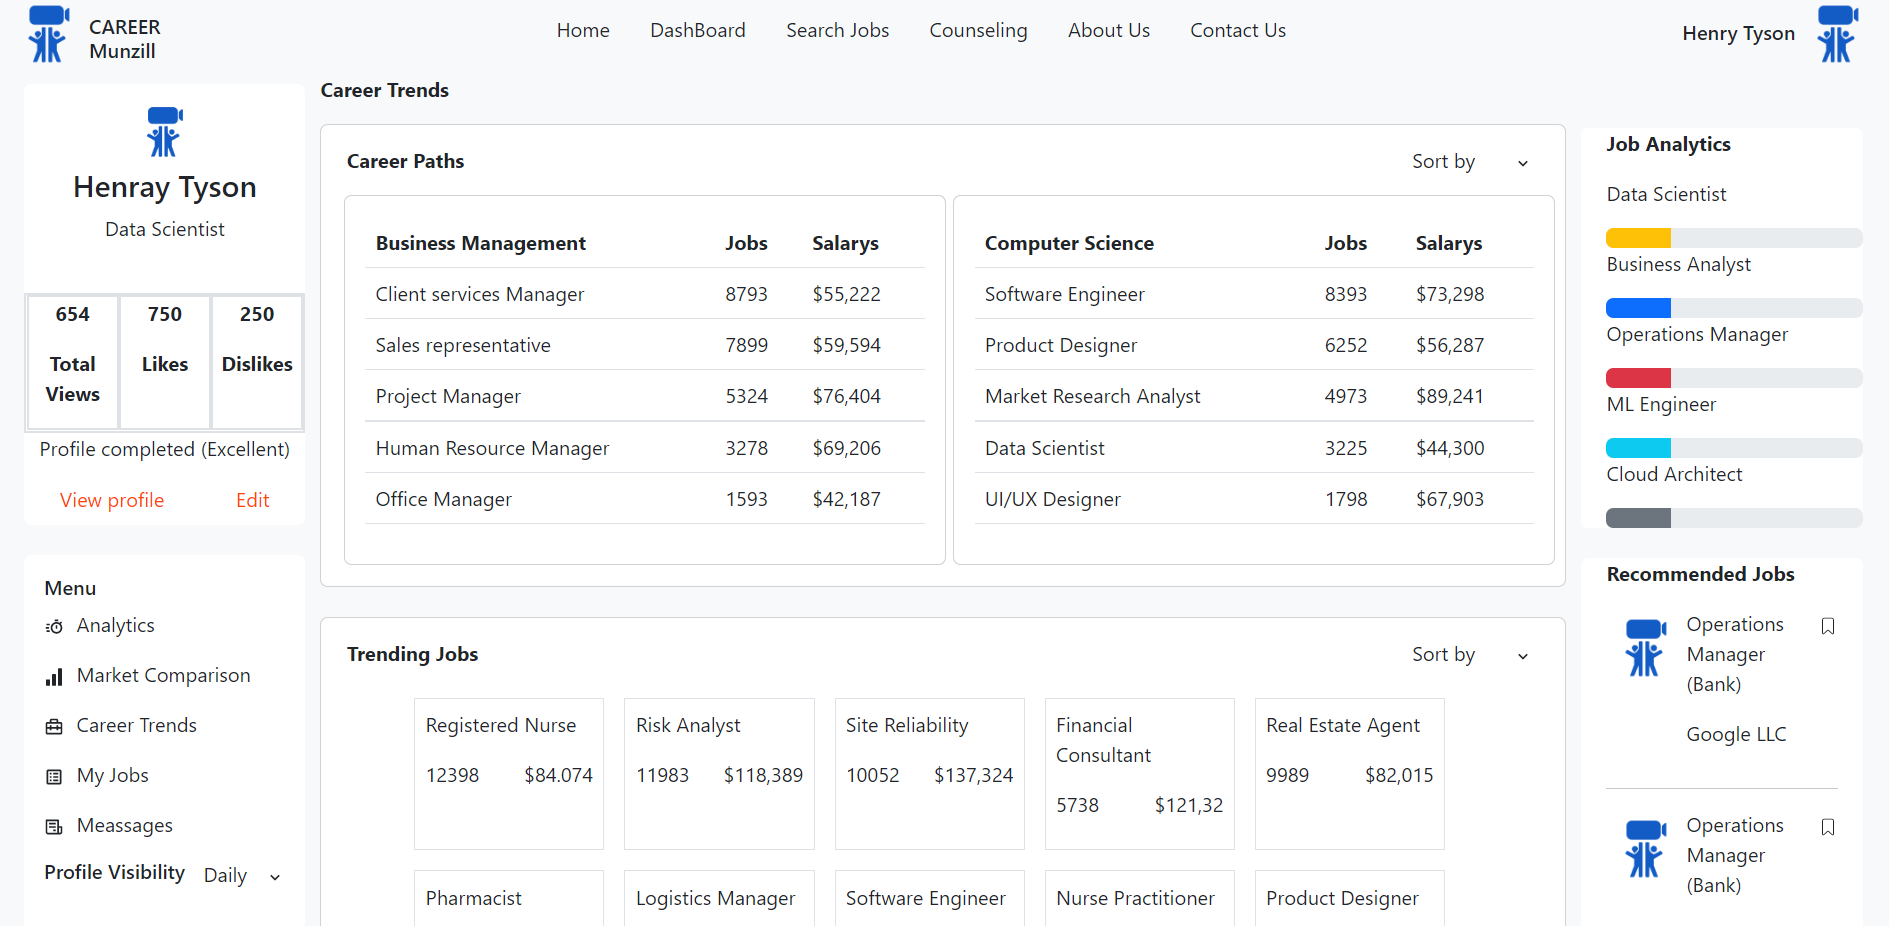 CAREER
Munzill
Home DashBoard Search Jobs Counseling About Us Contact Us
Henry Tyson
Henray Tyson
Data Scientist
654 750 250
Total Views Likes Dislikes
Profile completed (Excellent)
View profile Edit
Menu
Analytics
Market Comparison
Career Trends
My Jobs
Meassages
Profile Visibility Daily
Career Trends
Career Paths Sort by
Business Management Jobs Salarys
Client services Manager 8793 $55,222
Sales representative 7899 $59,594
Project Manager 5324 $76,404
Human Resource Manager 3278 $69,206
Office Manager 1593 $42,187
Computer Science Jobs Salarys
Software Engineer 8393 $73,298
Product Designer 6252 $56,287
Market Research Analyst 4973 $89,241
Data Scientist 3225 $44,300
UI/UX Designer 1798 $67,903
Trending Jobs Sort by
Registered Nurse
12398 $84.074
Risk Analyst
11983 $118,389
Site Reliability
10052 $137,324
Financial
Consultant
5738 $121,32
Real Estate Agent
9989 $82,015
Pharmacist
Logistics Manager
Software Engineer
Nurse Practitioner
Product Designer
Job Analytics
Data Scientist
Business Analyst
Operations Manager
ML Engineer
Cloud Architect
Recommended Jobs
Operations
Manager
(Bank)
Google LLC
Operations
Manager
(Bank)